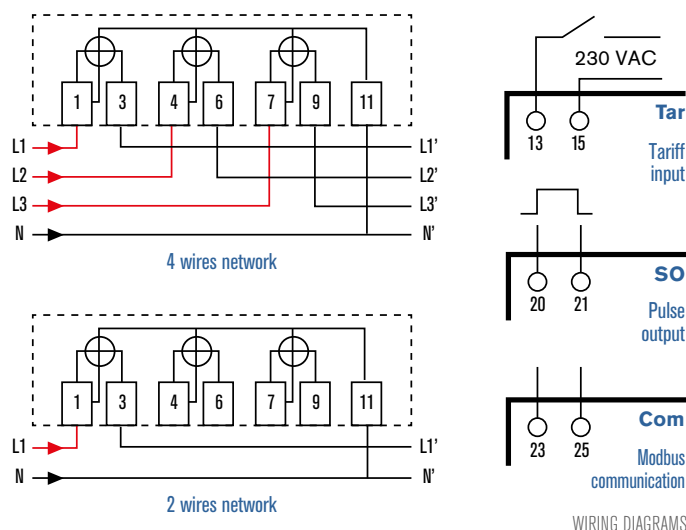 1 3 4 6 7 9 11
L1 L1’
L2 L2’
L3 L3’
N N’
4 wires network
1 3 4 6 7 9 11
L1 L1’
N N’
2 wires network
230 VAC
Tar
13 15
Tariff
input
SO
20 21
Pulse
output
Com
23 25
Modbus
communication
WIRING DIAGRAMS